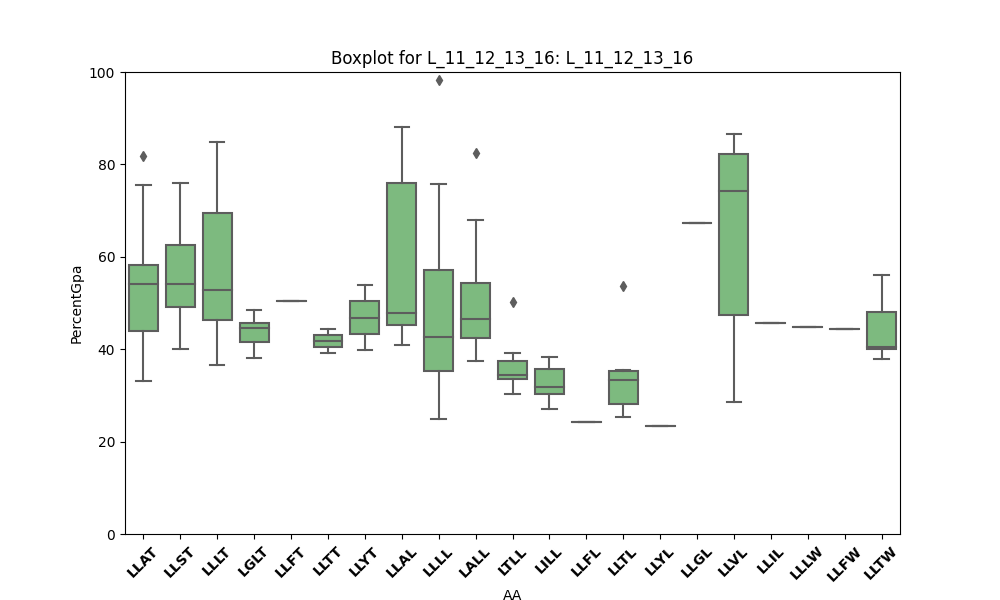 Boxplot for L_11_12_13_16: L_11_12_13_16
100
80
60
40
20
0
PercentGpa
LLAT LLST LLLT LGLT LLFT LLTT LLYT LLAL LLLL LALL LTLL LILL LLFL LLTL LLYL LLGL LLVL LLIL LLLW LLFW LLTW
AA